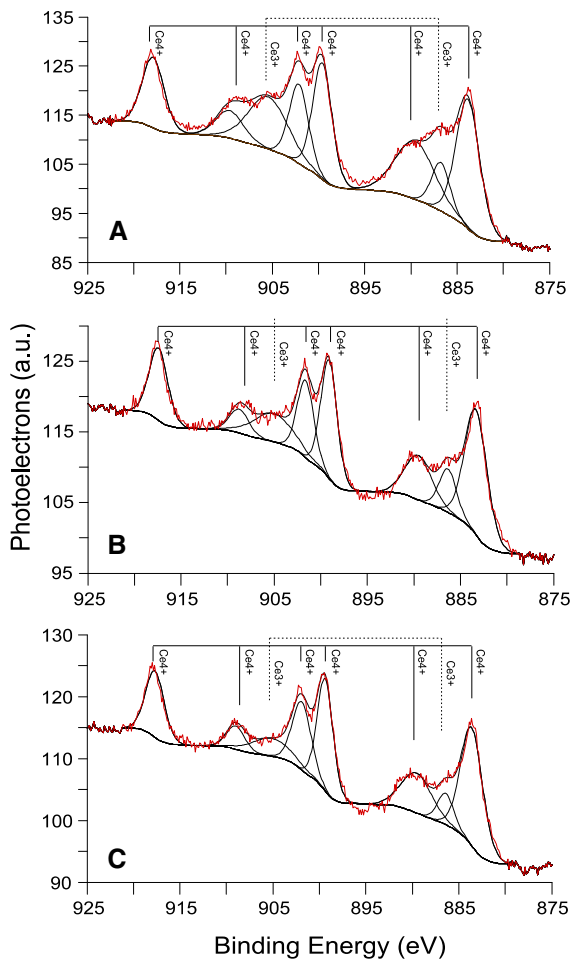 135
125
115
105
95
85
Ce4+
Ce4+
Ce3+
Ce4+
Ce4+
Ce4+
Ce3+
Ce4+
A
925 915 905 895 885 875
125
115
105
95
Ce4+
Ce4+
Ce3+
Ce4+
Ce4+
Ce4+
Ce3+
Ce4+
B
925 915 905 895 885 875
Photoelectrons (a.u.)
130
120
110
100
90
Ce4+
Ce4+
Ce3+
Ce4+
Ce4+
Ce4+
Ce3+
Ce4+
C
925 915 905 895 885 875
Binding Energy (eV)